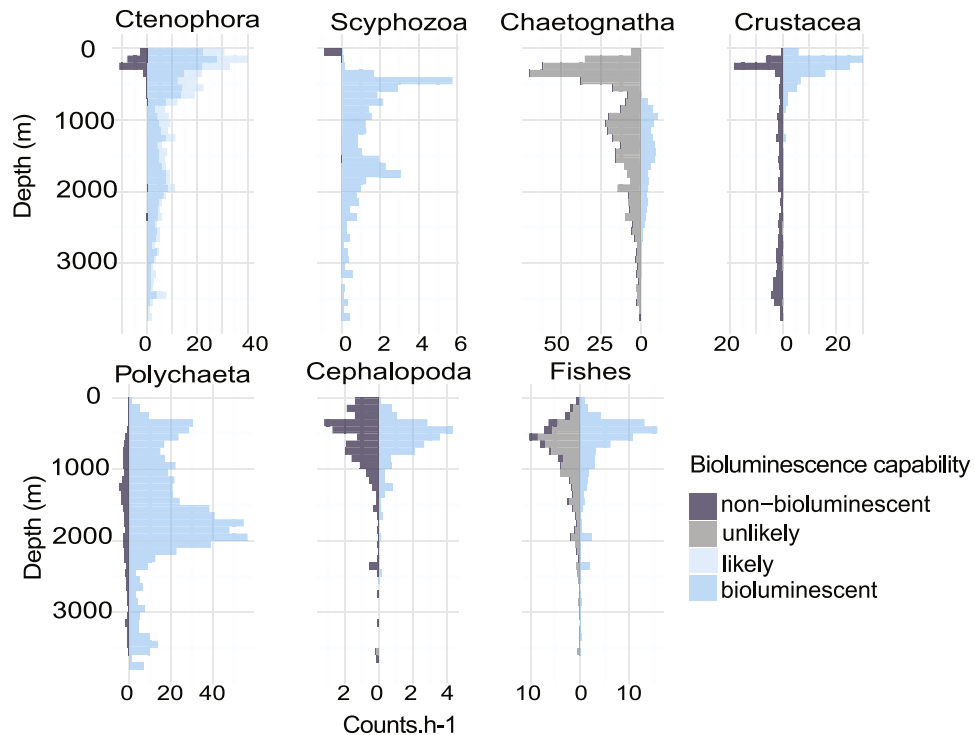 Ctenophora Scyphozoa Chaetognatha Crustacea
0
1000
2000
3000
Depth (m)
0 20 40 0 2 4 6 50 25 0 20 0 20
Polychaeta Cephalopoda Fishes
0
1000
2000
3000
Depth (m)
0 20 40 2 0 2 4 10 0 10
Counts.h-1
Bioluminescence capability
non-bioluminescent
unlikely
likely
bioluminescent